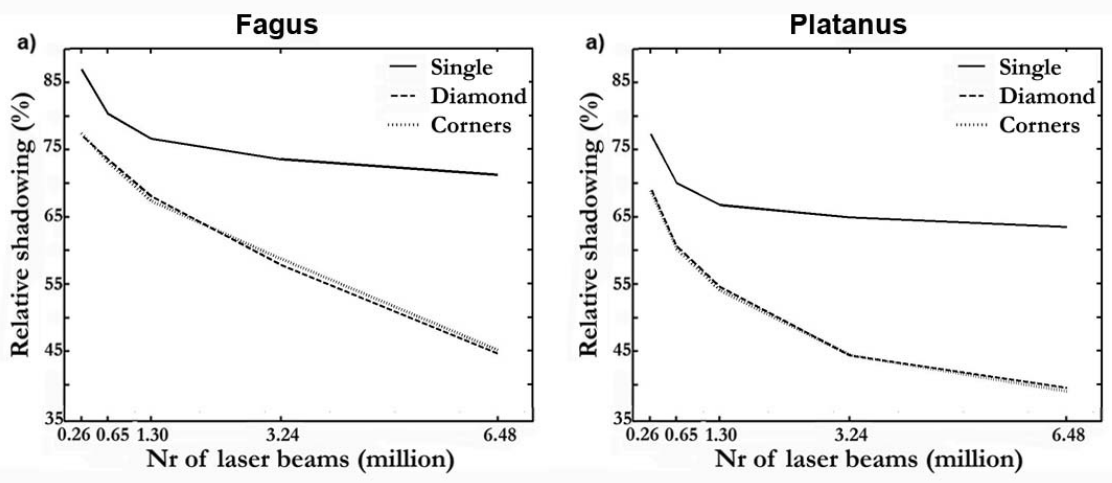 Fagus
a)
Single
Diamond
Corners
Relative shadowing (%)
85
75
65
55
45
35
0.26 0.65 1.30 3.24 6.48
Nr of laser beams (million)
Platanus
a)
Single
Diamond
Corners
Relative shadowing (%)
85
75
65
55
45
35
0.26 0.65 1.30 3.24 6.48
Nr of laser beams (million)